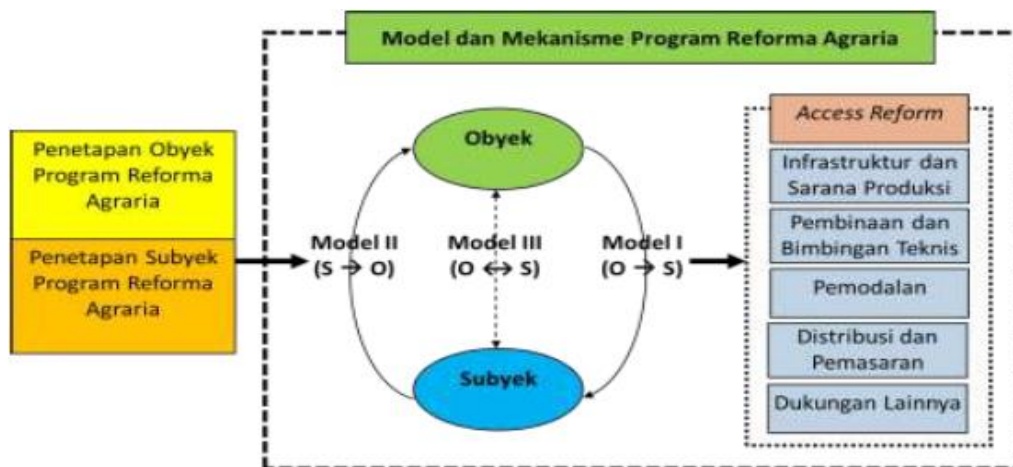 Model dan Mekanisme Program Reforma Agraria
Penetapan Obyek
Program Reforma
Agraria
Penetapan Subyek
Program Reforma
Agraria
Obyek
Model II
(S → O)
Model III
(O ↔ S)
Model I
(O → S)
Subyek
Access Reform
Infrastruktur dan
Sarana Produksi
Pembinaan dan
Bimbingan Teknis
Pemodalan
Distribusi dan
Pemasaran
Dukungan Lainnya